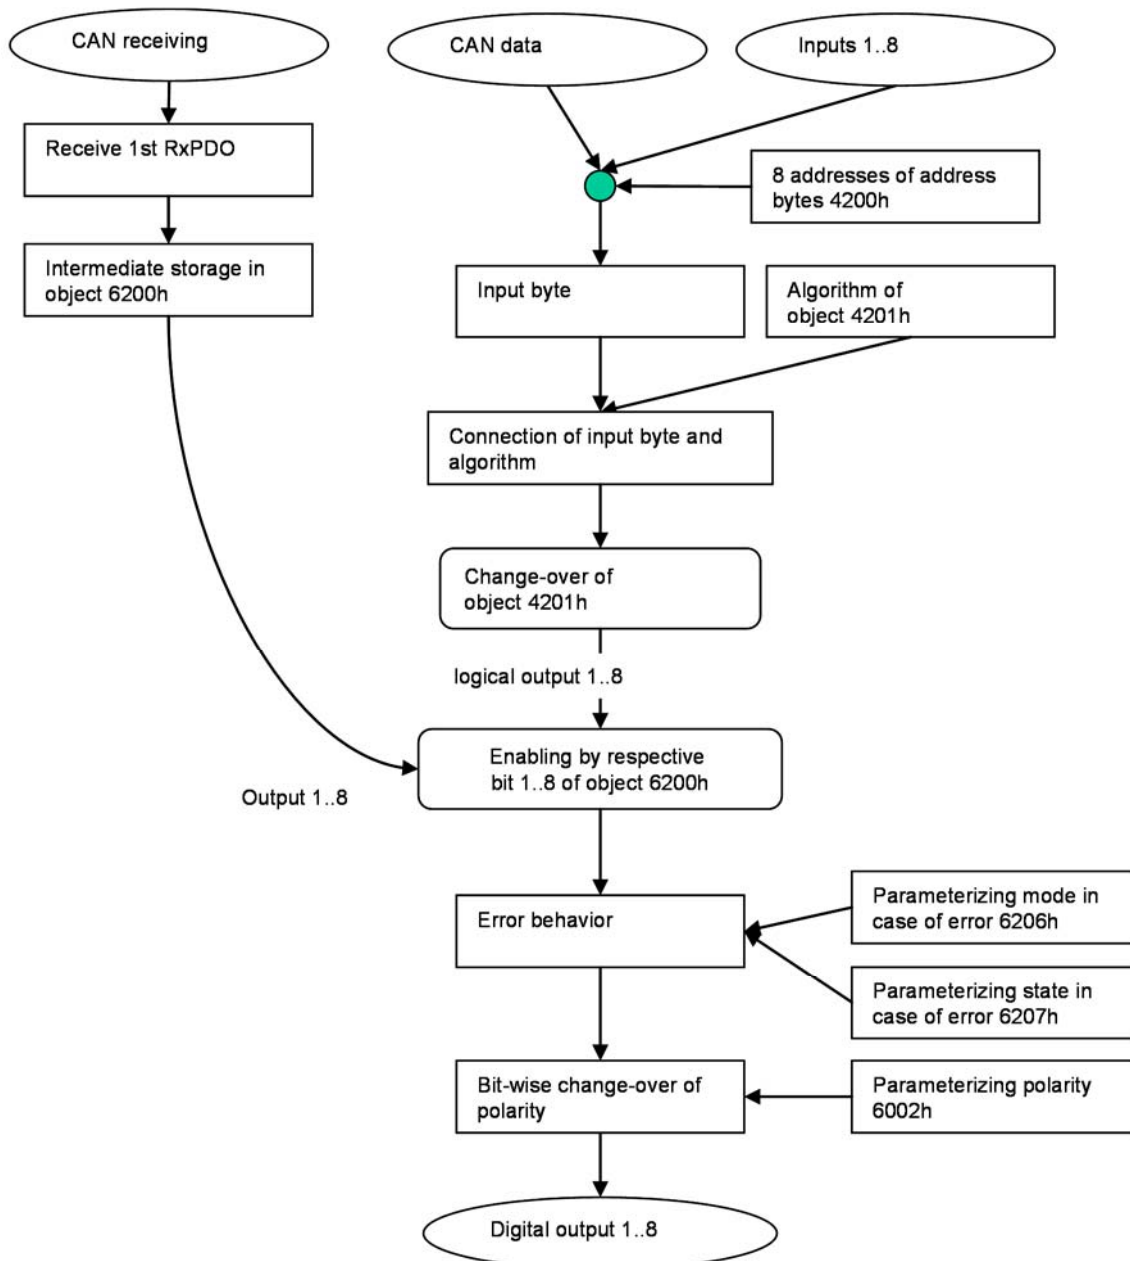 CAN receiving
CAN data
Inputs 1..8
Receive 1st RxPDO
8 addresses of address
bytes 4200h
Intermediate storage in
object 6200h
Input byte
Algorithm of
object 4201h
Connection of input byte and
algorithm
Change-over of
object 4201h
logical output 1..8
Enabling by respective
bit 1..8 of object 6200h
Output 1..8
Error behavior
Parameterizing mode in
case of error 6206h
Parameterizing state in
case of error 6207h
Bit-wise change-over of
polarity
Parameterizing polarity
6002h
Digital output 1..8